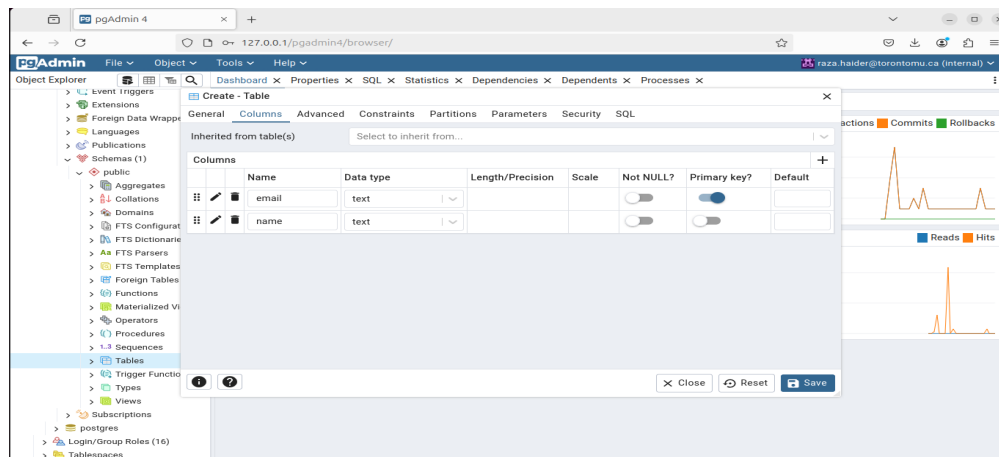 pgAdmin 4
127.0.0.1/pgadmin4/browser/
pgAdmin File Object Tools Help raza.haider@torontomu.ca (internal)
Object Explorer Dashboard Properties SQL Statistics Dependencies Dependents Processes
Event Triggers
Extensions
Foreign Data Wrappe
Languages
Publications
Schemas (1)
public
Aggregates
Collations
Domains
FTS Configurat
FTS Dictionarie
Aa FTS Parsers
FTS Templates
Foreign Tables
Functions
Materialized Vi
Operators
Procedures
1..3 Sequences
Tables
Trigger Functio
Types
Views
Subscriptions
postgres
Login/Group Roles (16)
Tablespaces
Create - Table
General Columns Advanced Constraints Partitions Parameters Security SQL
Inherited from table(s) Select to inherit from...
Columns
Name Data type Length/Precision Scale Not NULL? Primary key? Default
email text
name text
Close Reset Save
actions Commits Rollbacks
Reads Hits